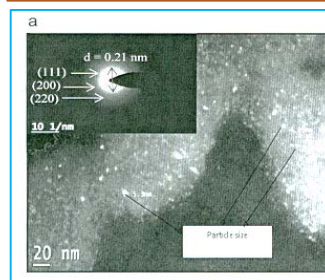 a
d = 0.21 nm
(111)
(200)
(220)
10 1/nm
Particle size
20 nm